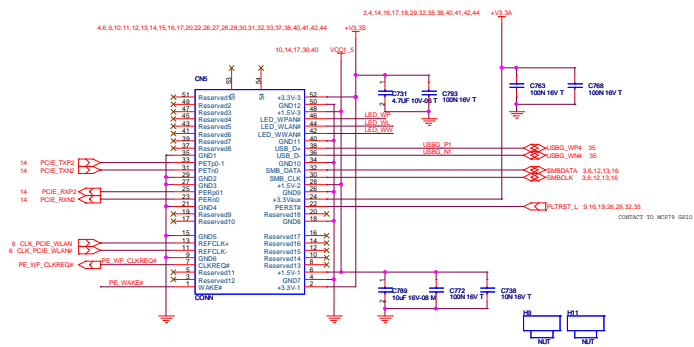 3,4,14,16,17,18,29,32,35,38,40,41,42,44
+V3.3A
4,6,9,10,11,12,13,14,15,16,17,20,22,26,27,28,29,30,31,32,33,37,38,40,41,42,44,46,51
+V3.3S
10,14,17,30,40 VCC1_5
CN5
53
54
53
54
51 Reserved1 +3.3V-3 52
49 Reserved2 GND12 50
47 Reserved3 +1.5V-3 48
45 Reserved4 LED_WPAN# 46 LED_WP
43 Reserved5 LED_WLAN# 44 LED_WL
41 Reserved6 LED_WWAN# 42 LED_WW
39 Reserved7 GND11 40
37 Reserved8 USB_D+ 38 USBG_P1 USBG_WP4 35
35 GND1 USB_D- 36 USBG_N1 USBG_WN4 35
14 PCIE_TXP2 33 PETp0-1 GND10 34
14 PCIE_TXN2 31 PETn0 SMB_DATA 32 SMBDATA 3,6,12,13,16
29 GND2 SMB_CLK 30 SMBCLK 3,6,12,13,16
27 GND3 +1.5V-2 28
14 PCIE_RXP2 25 PERp01 GND9 26
14 PCIE_RXN2 23 PERn0 +3.3Vaux 24
21 GND4 PERST# 22 PLTRST_L 9,16,19,26,29,32,33
19 Reserved9 Reserved18 20
17 Reserved10 GND8 18
CONTACT TO MCP79 GPIO
15 GND5 Reserved17 16
6 CLK_PCIE_WLAN 13 REFCLK+ Reserved16 14
6 CLK_PCIE_WLAN# 11 REFCLK- Reserved15 12
9 GND6 Reserved14 10
PE_WF_CLKREQ# PE_WF_CLKREQ# 7 CLKREQ# Reserved13 8
5 Reserved11 +1.5V-1 6
3 Reserved12 GND7 4
PE_WAKE# 1 WAKE# +3.3V-1 2
CONN
C731
4.7UF 10V-06 T
C793
100N 16V T
C763
100N 16V T
C768
100N 16V T
C789
10uF 16V-08 M
C772
100N 16V T
C738
10N 16V T
H9
NUT
H11
NUT